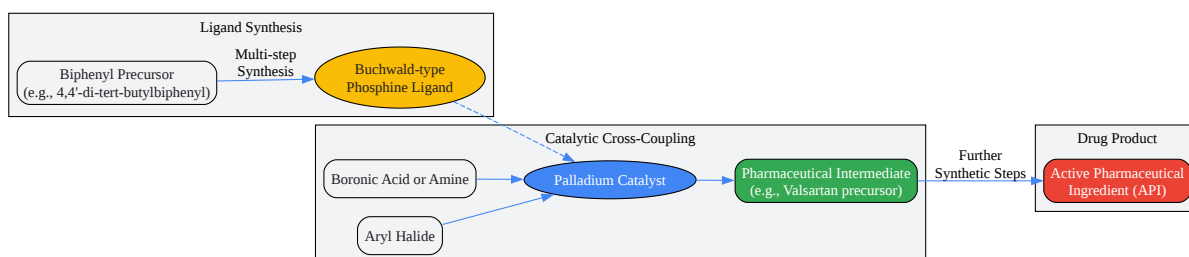 Ligand Synthesis
Biphenyl Precursor
(e.g., 4,4'-di-tert-butylbiphenyl)
Multi-step
Synthesis
Buchwald-type
Phosphine Ligand
Catalytic Cross-Coupling
Boronic Acid or Amine
Aryl Halide
Palladium Catalyst
Pharmaceutical Intermediate
(e.g., Valsartan precursor)
Further
Synthetic Steps
Drug Product
Active Pharmaceutical
Ingredient (API)